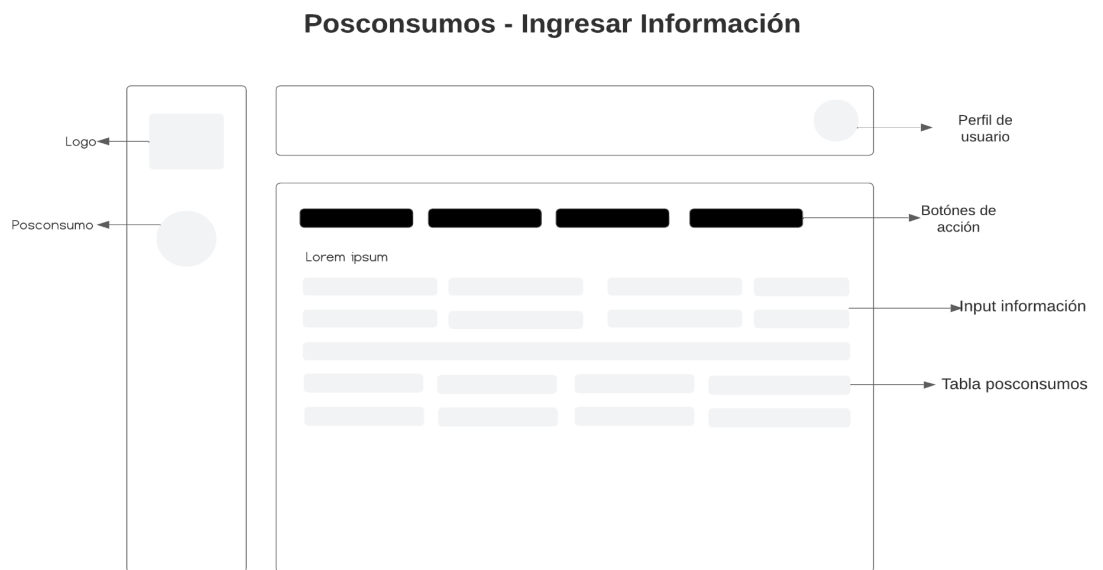 Posconsumos - Ingresar Información
Logo
Perfil de
usuario
Posconsumo
Botónes de
acción
Lorem ipsum
Input información
Tabla posconsumos